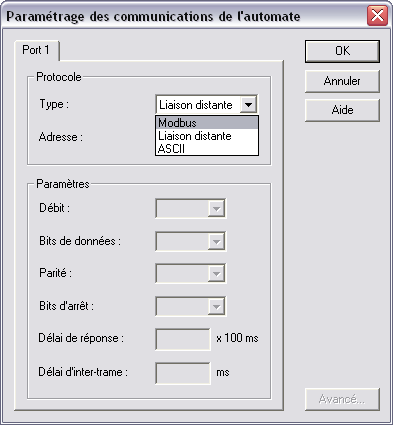 Paramétrage des communications de l'automate
Port 1
OK
Annuler
Aide
Protocole
Type :
Liaison distante
Modbus
Liaison distante
ASCII
Adresse :
Paramètres
Débit :
Bits de données :
Parité :
Bits d'arrêt :
Délai de réponse : x 100 ms
Délai d'inter-trame : ms
Avancé...